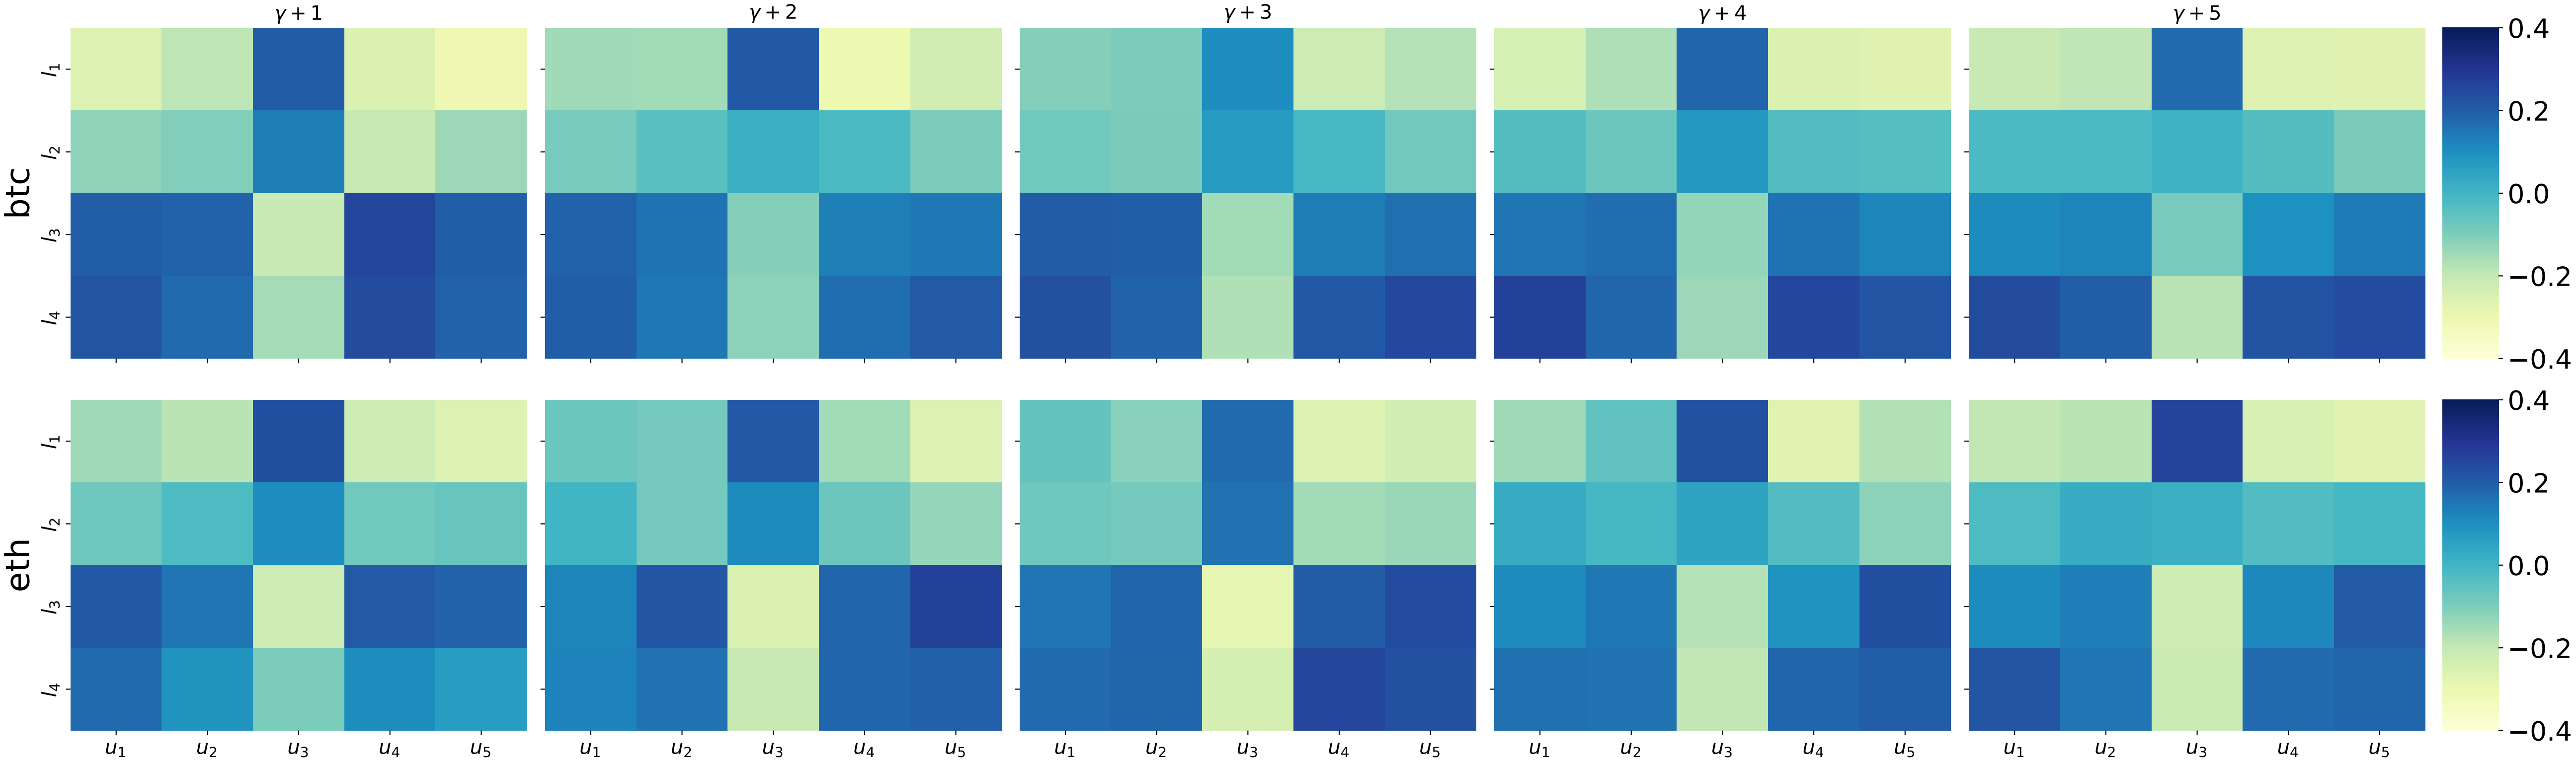 γ + 1 γ + 2 γ + 3 γ + 4 γ + 5
btc
l₁
l₂
l₃
l₄
0.4
0.2
0.0
−0.2
−0.4
eth
l₁
l₂
l₃
l₄
0.4
0.2
0.0
−0.2
−0.4
u₁ u₂ u₃ u₄ u₅ u₁ u₂ u₃ u₄ u₅ u₁ u₂ u₃ u₄ u₅ u₁ u₂ u₃ u₄ u₅ u₁ u₂ u₃ u₄ u₅